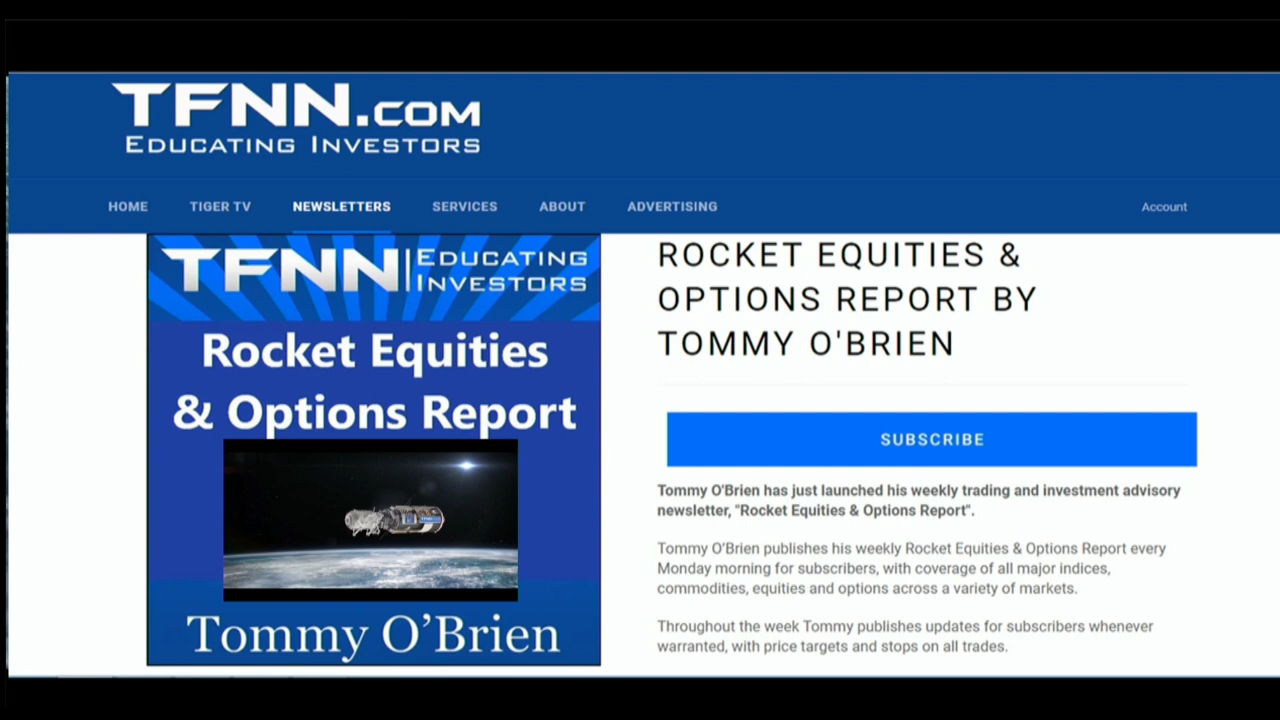 TFNN.COM
EDUCATING INVESTORS
HOME
TIGER TV
NEWSLETTERS
SERVICES
ABOUT
ADVERTISING
Account
TFNN
EDUCATING
INVESTORS
Rocket Equities
& Options Report
TFNN
Tommy O’Brien
ROCKET EQUITIES &
OPTIONS REPORT BY
TOMMY O'BRIEN
SUBSCRIBE
Tommy O'Brien has just launched his weekly trading and investment advisory
newsletter, "Rocket Equities & Options Report".
Tommy O’Brien publishes his weekly Rocket Equities & Options Report every
Monday morning for subscribers, with coverage of all major indices,
commodities, equities and options across a variety of markets.
Throughout the week Tommy publishes updates for subscribers whenever
warranted, with price targets and stops on all trades.